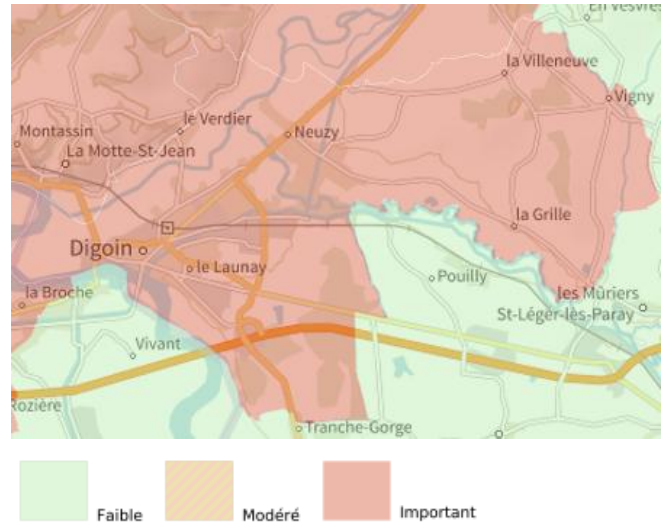 En Vesvres
la Villeneuve
Vigny
le Verdier
Neuzy
Montassin
La Motte-St-Jean
la Grille
Digoin
le Launay
Pouilly
la Broche
les Mûriers
St-Léger-lès-Paray
Vivant
Rozière
Tranche-Gorge
Faible
Modéré
Important